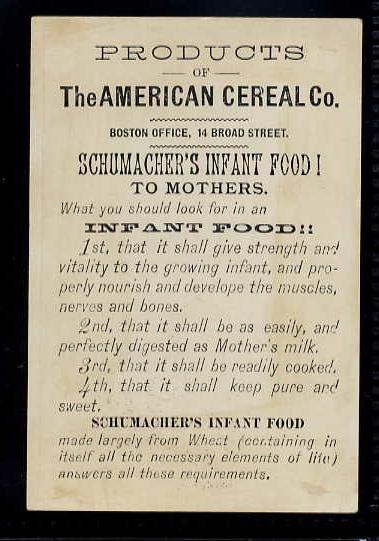 PRODUCTS
OF
The AMERICAN CEREAL Co.
BOSTON OFFICE, 14 BROAD STREET.
SCHUMACHER'S INFANT FOOD!
TO MOTHERS.
What you should look for in an
INFANT FOOD!!
1st, that it shall give strength and
vitality to the growing infant, and pro-
perly nourish and develope the muscles,
nerves and bones.
2nd, that it shall be as easily, and
perfectly digested as Mother's milk.
3rd, that it shall be readily cooked.
4th, that it shall keep pure and
sweet.
SCHUMACHER'S INFANT FOOD
made largely from Wheat (containing in
itself all the necessary elements of life)
answers all these requirements.